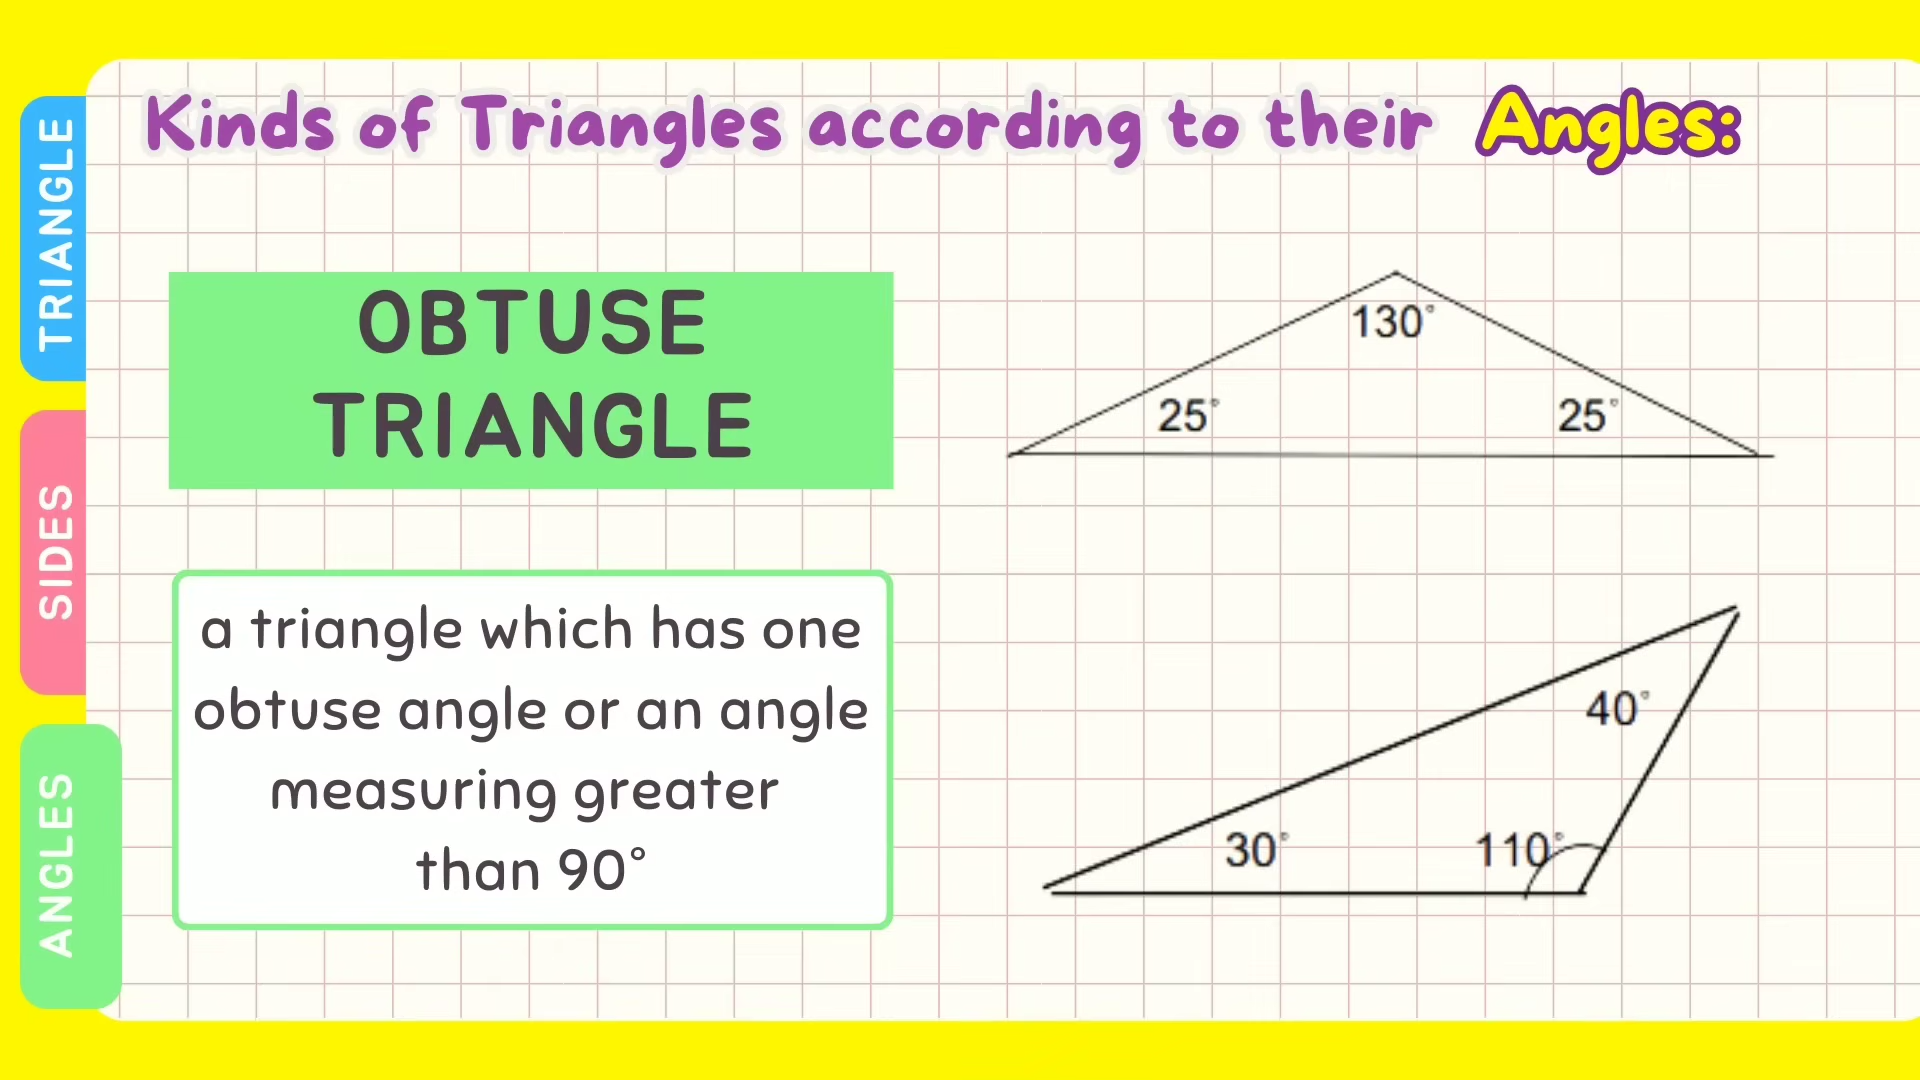 Kinds of Triangles according to their Angles:
TRIANGLE
SIDES
ANGLES
OBTUSE
TRIANGLE
a triangle which has one
obtuse angle or an angle
measuring greater
than 90°
130°
25°
25°
40°
30°
110°